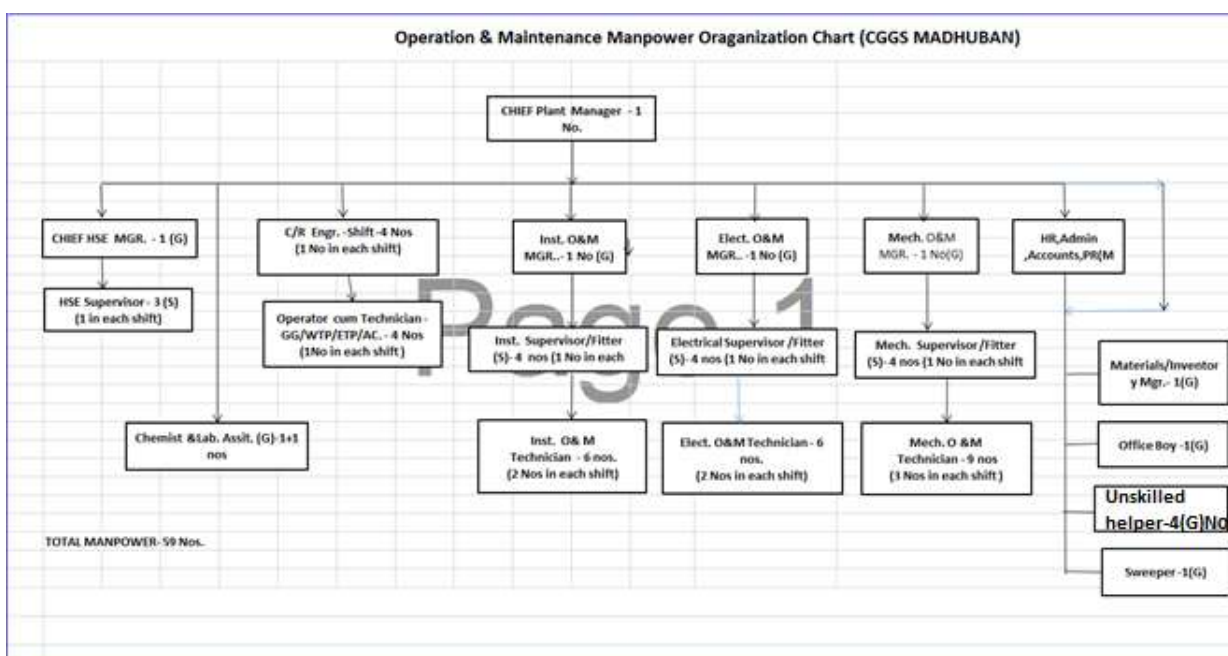 Operation & Maintenance Manpower Oraganization Chart (CGGS MADHUBAN)
CHIEF Plant Manager - 1
No.
CHIEF HSE MGR. - 1 (G)
C/R Engr. -Shift -4 Nos
(1 No in each shift)
Inst. O&M
MGR..- 1 No (G)
Elect. O&M
MGR..-1 No (G)
Mech. O&M
MGR. - 1 No(G)
HR,Admin
,Accounts,PR(M
HSE Supervisor - 3 (S)
(1 in each shift)
Operator cum Technician -
GG/WTP/ETP/AC. - 4 Nos
(1No in each shift)
Page 1
Inst. Supervisor/Fitter
(S)- 4 nos (1 No in each
Electrical Supervisor /Fitter
(S)- 4 nos (1 No in each shift
Mech. Supervisor /Fitter
(S)- 4 nos (1 No in each shift
Materials/Inventor
y Mgr.- 1(G)
Chemist &Lab. Assit. (G)-1+1
nos
Inst. O& M
Technician - 6 nos.
(2 Nos in each shift)
Elect. O&M Technician - 6
nos.
(2 Nos in each shift)
Mech. O &M
Technician - 9 nos
(3 Nos in each shift)
Office Boy -1(G)
Unskilled
helper-4(G)No
TOTAL MANPOWER- 59 Nos.
Sweeper -1(G)